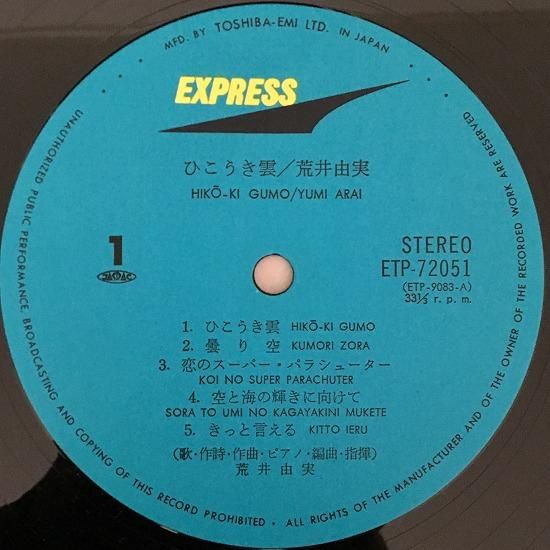 MFD. BY TOSHIBA-EMI LTD. IN JAPAN
EXPRESS
ひこうき雲/荒井由実
HIKŌ-KI GUMO/YUMI ARAI
1
JASRAC
STEREO
ETP-72051
(ETP-9083-A)
33⅓ r.p.m.
1. ひこうき雲 HIKŌ-KI GUMO
2. 曇り空 KUMORI ZORA
3. 恋のスーパー・パラシューター
KOI NO SUPER PARACHUTER
4. 空と海の輝きに向けて
SORA TO UMI NO KAGAYAKINI MUKETE
5. きっと言える KITTO IERU
(歌・作詩・作曲・ピアノ・編曲・指揮)
荒井由実
UNAUTHORIZED PUBLIC PERFORMANCE, BROADCASTING AND COPYING OF THIS RECORD PROHIBITED • ALL RIGHTS OF THE MANUFACTURER AND OF THE OWNER OF THE RECORDED WORK ARE RESERVED